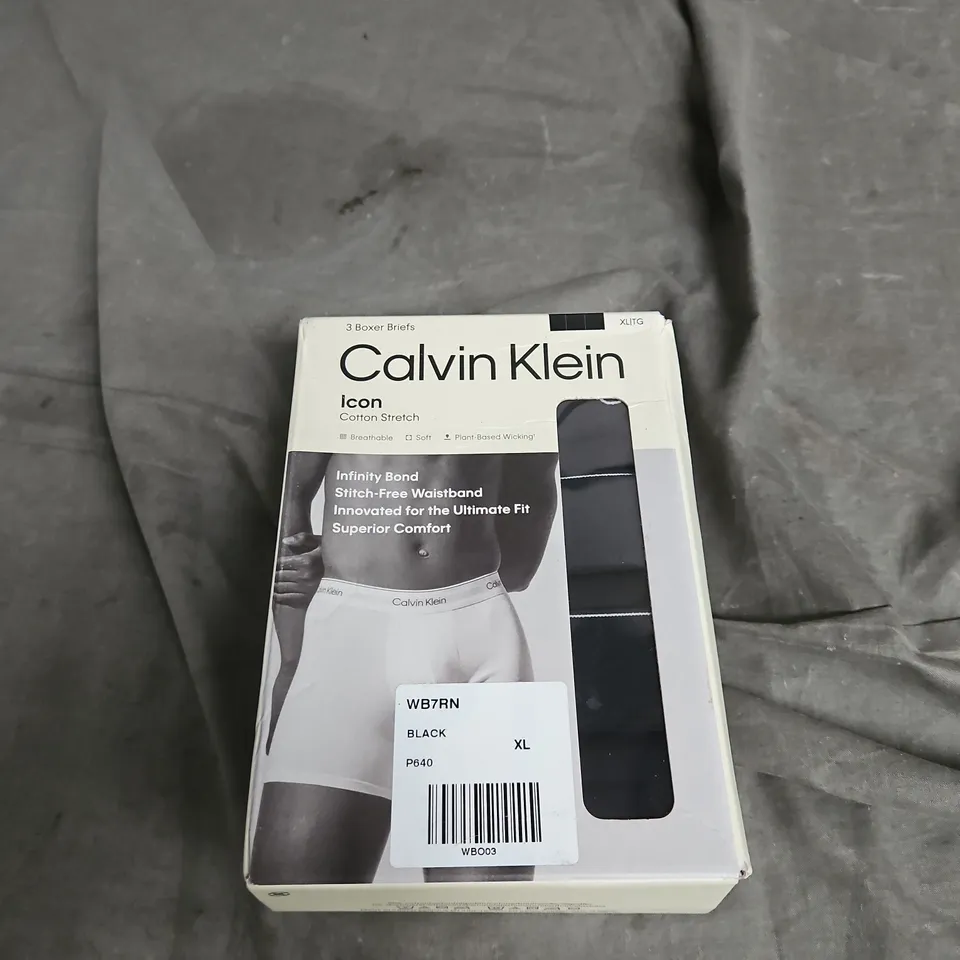 3 Boxer Briefs
XL|TG
Calvin Klein
Icon
Cotton Stretch
Breathable Soft Plant-Based Wicking¹
Infinity Bond
Stitch-Free Waistband
Innovated for the Ultimate Fit
Superior Comfort
Calvin Klein
WB7RN
BLACK
XL
P640
WBO03